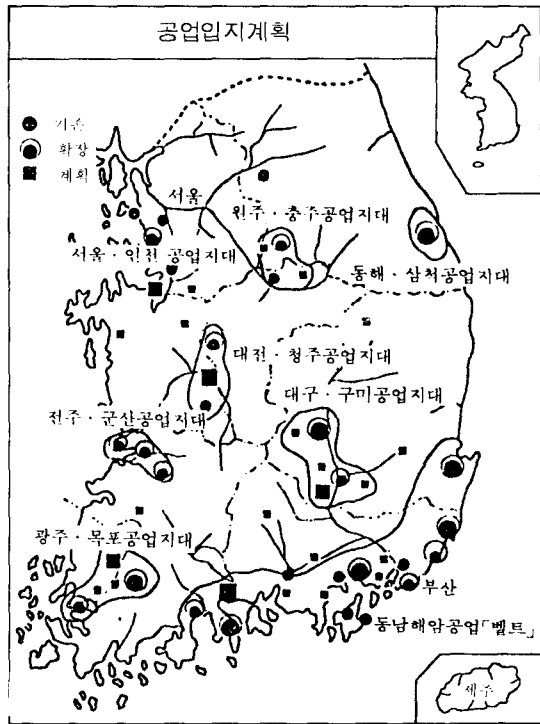 공업입지계획
기존
확장
계획
서울
원주·충주공업지대
서울·인천 공업지대
동해·삼척공업지대
대전·청주공업지대
대구·구미공업지대
전주·군산공업지대
광주·목포공업지대
부산
동남해암공업「벨트」
제주